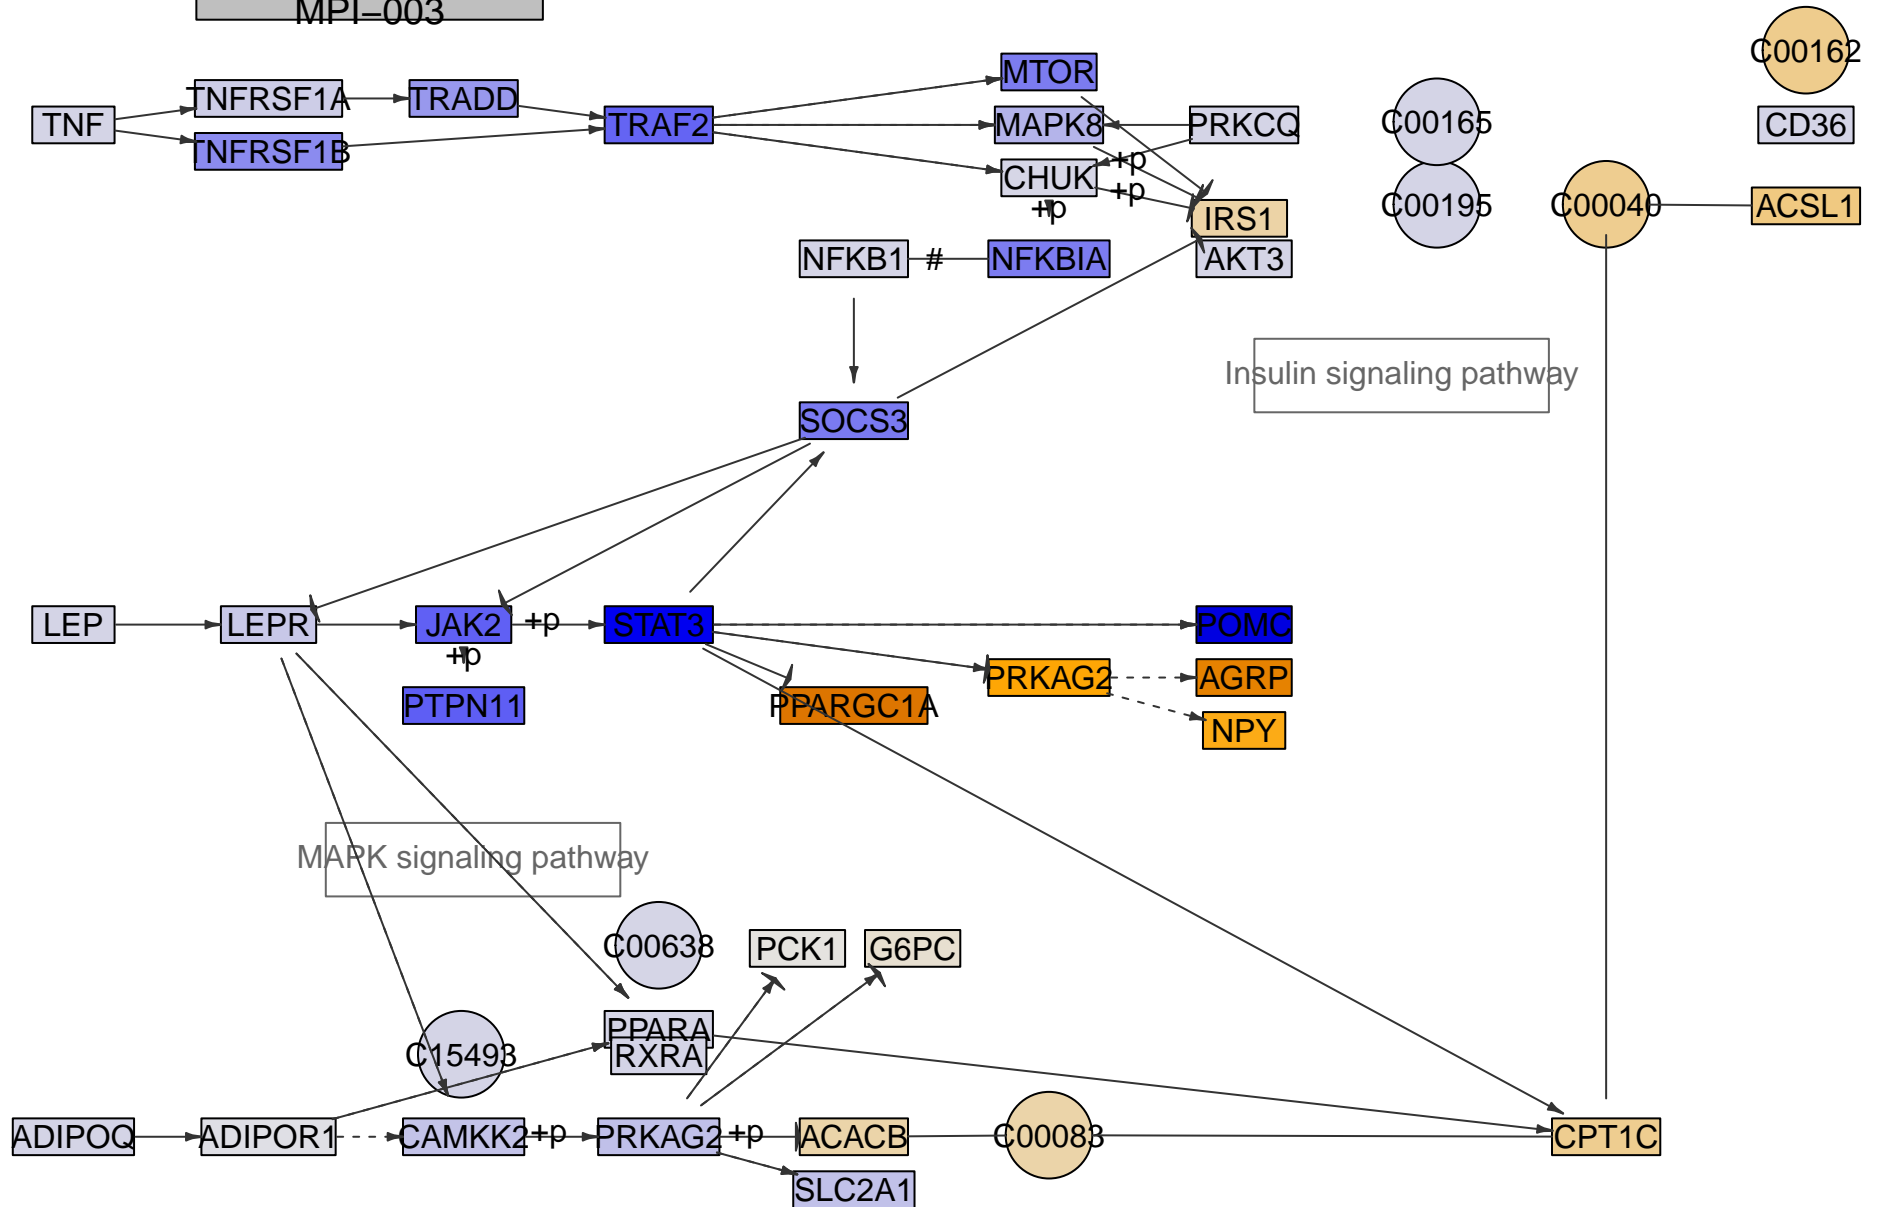 MPI–003
C00162
TNF
TNFRSF1A
TRADD
TNFRSF1B
TRAF2
MTOR
MAPK8
PRKCQ
CHUK
+p
+p
+p
IRS1
AKT3
NFKB1
#
NFKBIA
C00165
C00195
C00040
CD36
ACSL1
Insulin signaling pathway
SOCS3
LEP
LEPR
JAK2
+p
STAT3
POMC
+p
PTPN11
PPARGC1A
PRKAG2
AGRP
NPY
MAPK signaling pathway
C00638
PCK1
G6PC
C15493
PPARA
RXRA
ADIPOQ
ADIPOR1
CAMKK2
+p
PRKAG2
+p
ACACB
C00083
CPT1C
SLC2A1